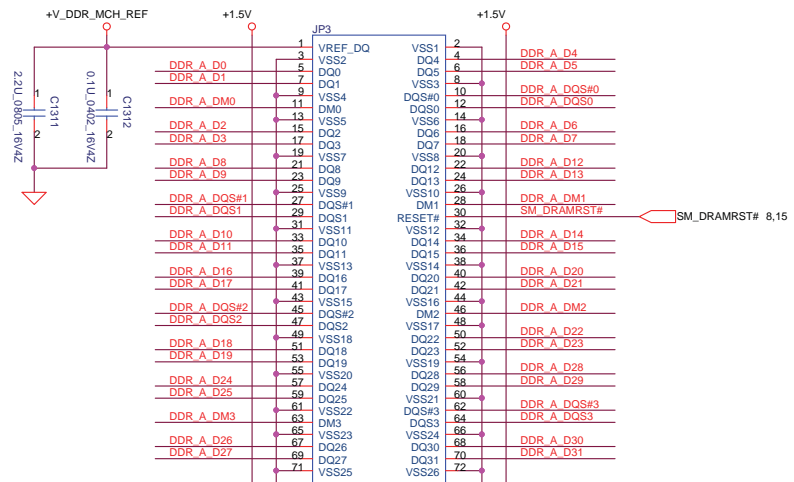 +V_DDR_MCH_REF +1.5V +1.5V
JP3
1 VREF_DQ VSS1 2
3 VSS2 DQ4 4 DDR_A_D4
DDR_A_D0 5 DQ0 DQ5 6 DDR_A_D5
DDR_A_D1 7 DQ1 VSS3 8
9 VSS4 DQS#0 10 DDR_A_DQS#0
DDR_A_DM0 11 DM0 DQS0 12 DDR_A_DQS0
13 VSS5 VSS6 14
DDR_A_D2 15 DQ2 DQ6 16 DDR_A_D6
DDR_A_D3 17 DQ3 DQ7 18 DDR_A_D7
19 VSS7 VSS8 20
DDR_A_D8 21 DQ8 DQ12 22 DDR_A_D12
DDR_A_D9 23 DQ9 DQ13 24 DDR_A_D13
25 VSS9 VSS10 26
DDR_A_DQS#1 27 DQS#1 DM1 28 DDR_A_DM1
DDR_A_DQS1 29 DQS1 RESET# 30 SM_DRAMRST# SM_DRAMRST# 8,15
31 VSS11 VSS12 32
DDR_A_D10 33 DQ10 DQ14 34 DDR_A_D14
DDR_A_D11 35 DQ11 DQ15 36 DDR_A_D15
37 VSS13 VSS14 38
DDR_A_D16 39 DQ16 DQ20 40 DDR_A_D20
DDR_A_D17 41 DQ17 DQ21 42 DDR_A_D21
43 VSS15 VSS16 44
DDR_A_DQS#2 45 DQS#2 DM2 46 DDR_A_DM2
DDR_A_DQS2 47 DQS2 VSS17 48
49 VSS18 DQ22 50 DDR_A_D22
DDR_A_D18 51 DQ18 DQ23 52 DDR_A_D23
DDR_A_D19 53 DQ19 VSS19 54
55 VSS20 DQ28 56 DDR_A_D28
DDR_A_D24 57 DQ24 DQ29 58 DDR_A_D29
DDR_A_D25 59 DQ25 VSS21 60
61 VSS22 DQS#3 62 DDR_A_DQS#3
DDR_A_DM3 63 DM3 DQS3 64 DDR_A_DQS3
65 VSS23 VSS24 66
DDR_A_D26 67 DQ26 DQ30 68 DDR_A_D30
DDR_A_D27 69 DQ27 DQ31 70 DDR_A_D31
71 VSS25 VSS26 72
2.2U_0805_16V4Z
1
2
C1311
0.1U_0402_16V4Z
1
2
C1312